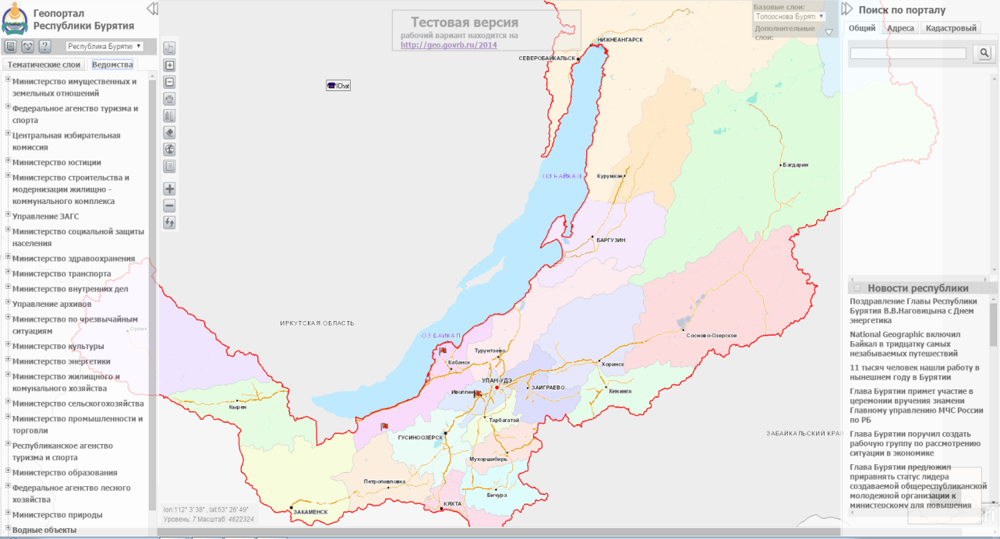 Геопортал
Республики Бурятия
Республика Буряти
Тематические слои
Ведомства
Министерство имущественных и
земельных отношений
Федеральное агенство туризма и
спорта
Центральная избирательная
комиссия
Министерство юстиции
Министерство строительства и
модернизации жилищно -
коммунального комплекса
Управление ЗАГС
Министерство социальной защиты
населения
Министерство здравоохранения
Министерство транспорта
Министерство внутренних дел
Управление архивов
Министерство по чрезвычайным
ситуациям
Министерство культуры
Министерство энергетики
Министерство жилищного и
комунального хозяйства
Министерство сельскогохозяйства
Министерство промышленности и
торговли
Республиканское агенство
туризма и спорта
Министерство образования
Федеральное агенство лесного
хозяйства
Министерство природы
Водные объекты
Орлик
Тестовая версия
рабочий вариант находится на
http://geo.govrb.ru/2014
IChat
Базовые слои:
Топооснова Бурят
Дополнительные
слои:
НИЖНЕАНГАРСК
СЕВЕРОБАЙКАЛЬСК
Багдарин
ОЗ.БАЙКАЛ
Курумкан
БАРГУЗИН
ИРКУТСКАЯ ОБЛАСТЬ
ОЗ.БАЙКАЛ
Сосново-Озерское
Турунтаево
Кабанск
Хоринск
УЛАН-УДЭ
ЗАИГРАЕВО
Иволгин
Кижинга
Кырен
Тарбагатай
ЗАБАЙКАЛЬСКИЙ КРАЙ
ГУСИНООЗЕРСК
Мухоршибирь
Петропавловка
Бичура
КЯХТА
ЗАКАМЕНСК
lon:112° 3' 38" , lat:53° 26' 49"
Уровень: 7 Масштаб: 4622324
Поиск по порталу
Общий
Адреса
Кадастровый
Новости республики
Поздравление Главы Республики
Бурятия В.В.Наговицына с Днем
энергетика
National Geographic включил
Байкал в тридцатку самых
незабываемых путешествий
11 тысяч человек нашли работу в
нынешнем году в Бурятии
Глава Бурятии примет участие в
церемонии вручения знамени
Главному управлению МЧС России
по РБ
Глава Бурятии поручил создать
рабочую группу по рассмотрению
ситуации в экономике
Глава Бурятии предложил
приравнять статус лидера
создаваемой общереспубликанской
молодежной организации к
министерскому для повышения